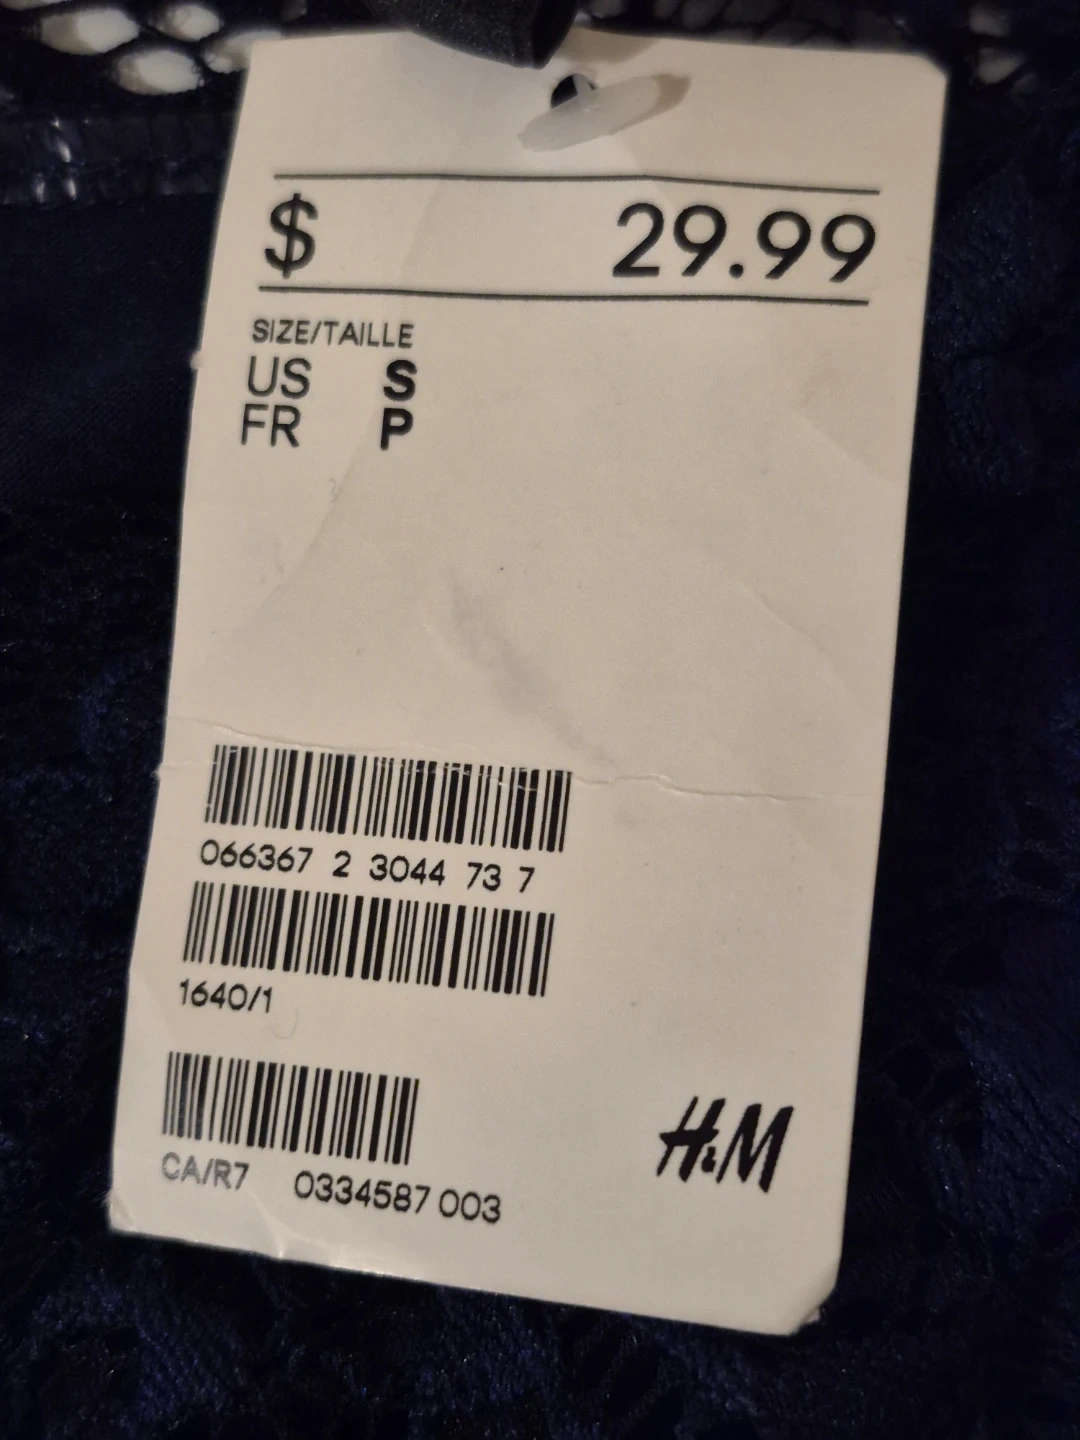 $ 29.99
SIZE/TAILLE
US S
FR P
066367 2 3044 73 7
1640/1
CA/R7 0334587 003
H&M